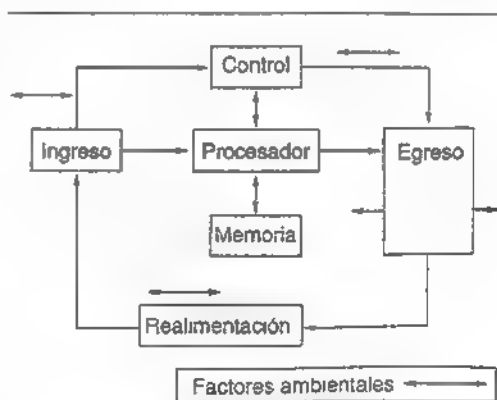 Control
Ingreso
Procesador
Egreso
Memoria
Realimentación
Factores ambientales